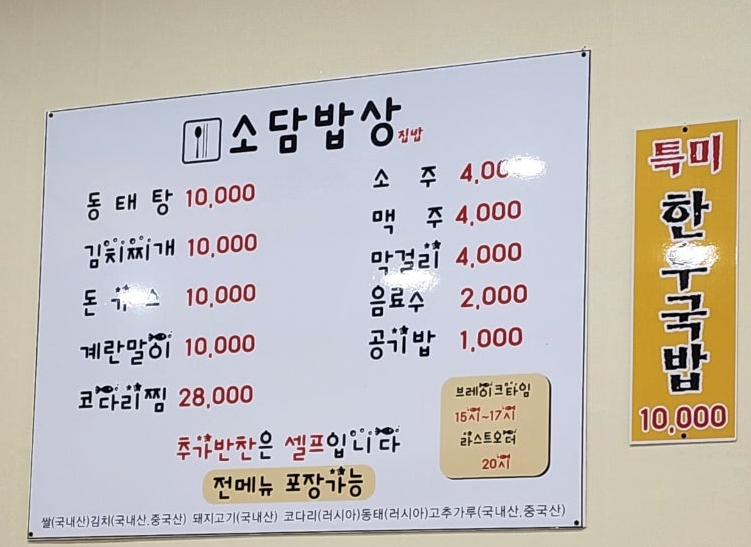 소담밥상 집밥
동태탕 10,000
김치찌개 10,000
돈 스 10,000
계란말이 10,000
코다리찜 28,000
소주
맥주 4,000
막걸리 4,000
음료수 2,000
공기밥 1,000
브레이크타임
15시~17시
라스트오더
20시
추가반찬은 셀프입니다
전메뉴 포장가능
쌀(국내산)김치(국내산,중국산) 돼지고기(국내산) 코다리(러시아)동태(러시아)고추가루(국내산,중국산)
특미
한우국밥
10,000